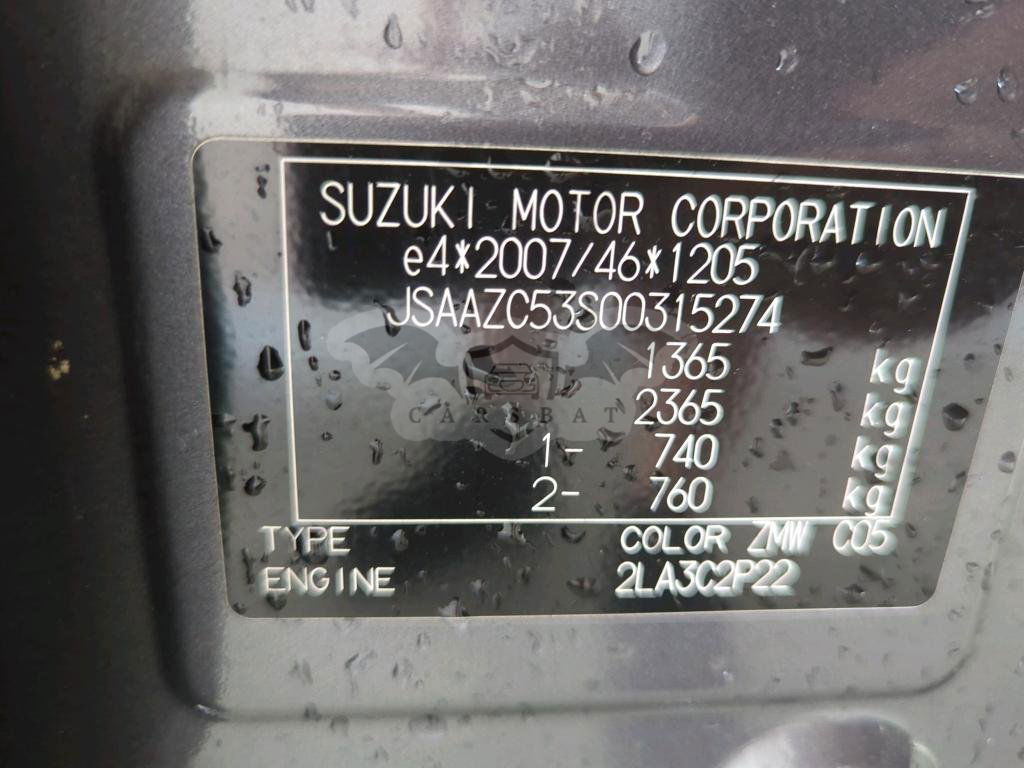 SUZUKI MOTOR CORPORATION
e4*2007/46*1205
JSAAZC53S00315274
1365 kg
2365 kg
1- 740 kg
2- 760 kg
TYPE COLOR ZMW C05
ENGINE 2LA3C2P22
CARSBAT